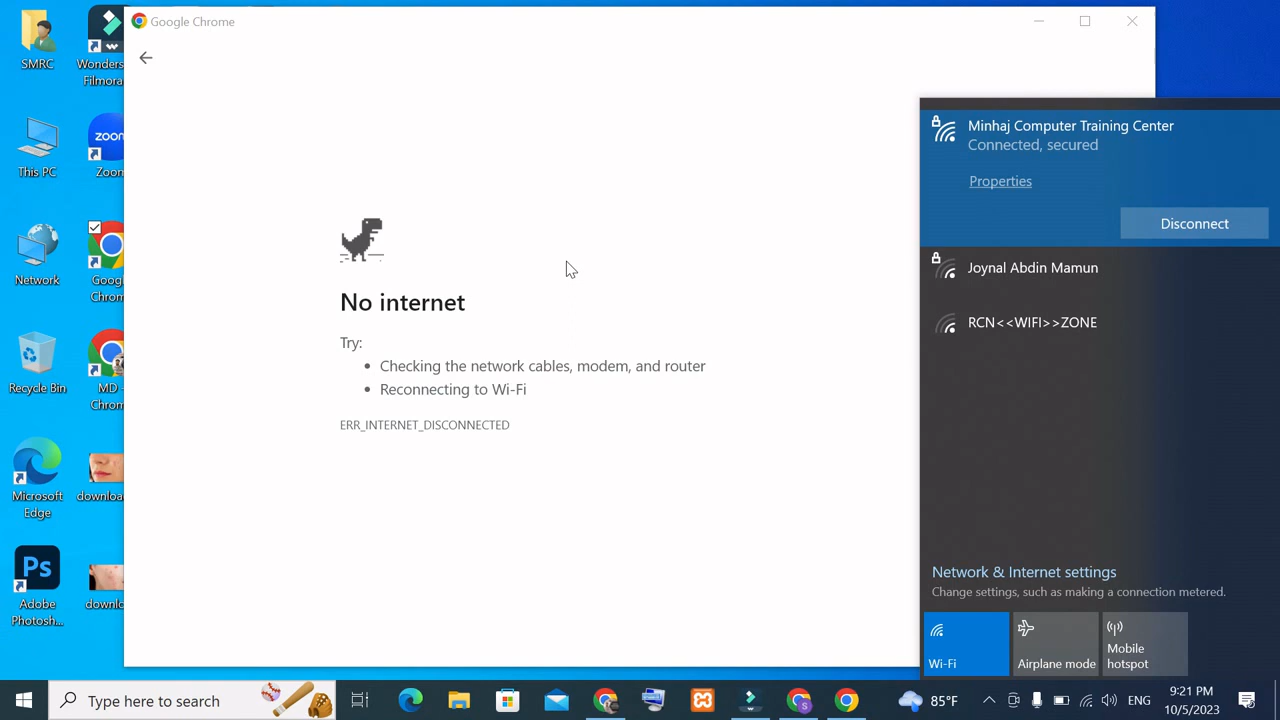 SMRC
Wonders...
Filmora
This PC
Zoom
Network
Googl
Chrom
Recycle Bin
MD -
Chrom
Microsoft
Edge
downloa
Ps
Adobe
Photosh...
downlo
zoom
Google Chrome
No internet
Try:
• Checking the network cables, modem, and router
• Reconnecting to Wi-Fi
ERR_INTERNET_DISCONNECTED
Minhaj Computer Training Center
Connected, secured
Properties
Disconnect
Joynal Abdin Mamun
RCN<<WIFI>>ZONE
Network & Internet settings
Change settings, such as making a connection metered.
Wi-Fi
Airplane mode
Mobile
hotspot
Type here to search
85°F
ENG
9:21 PM
10/5/2023